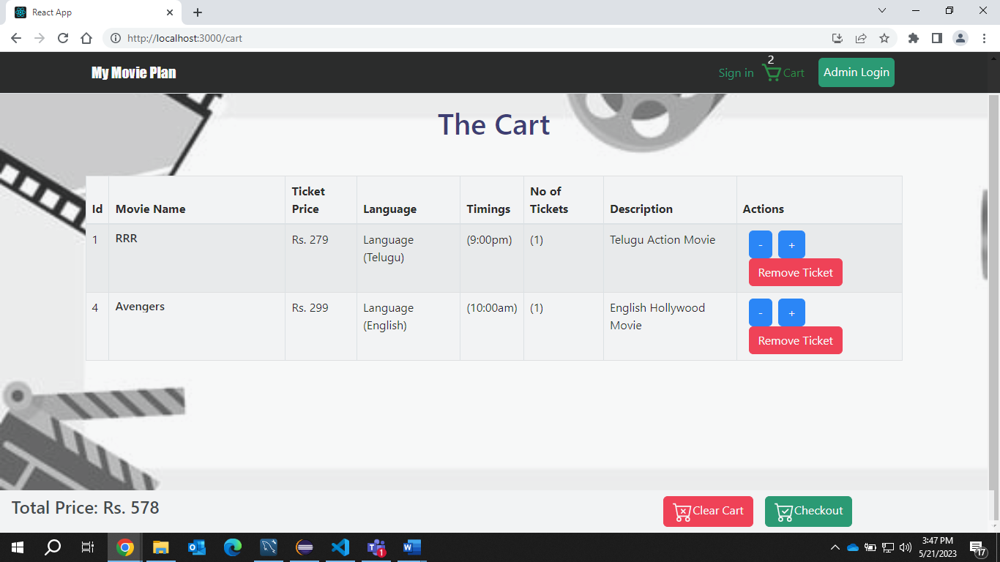 React App
http://localhost:3000/cart
My Movie Plan
Sign in
2
Cart
Admin Login
The Cart
Id
Movie Name
Ticket
Price
Language
Timings
No of
Tickets
Description
Actions
1
RRR
Rs. 279
Language
(Telugu)
(9:00pm)
(1)
Telugu Action Movie
-
+
Remove Ticket
4
Avengers
Rs. 299
Language
(English)
(10:00am)
(1)
English Hollywood
Movie
-
+
Remove Ticket
Total Price: Rs. 578
Clear Cart
Checkout
1
3:47 PM
5/21/2023
17